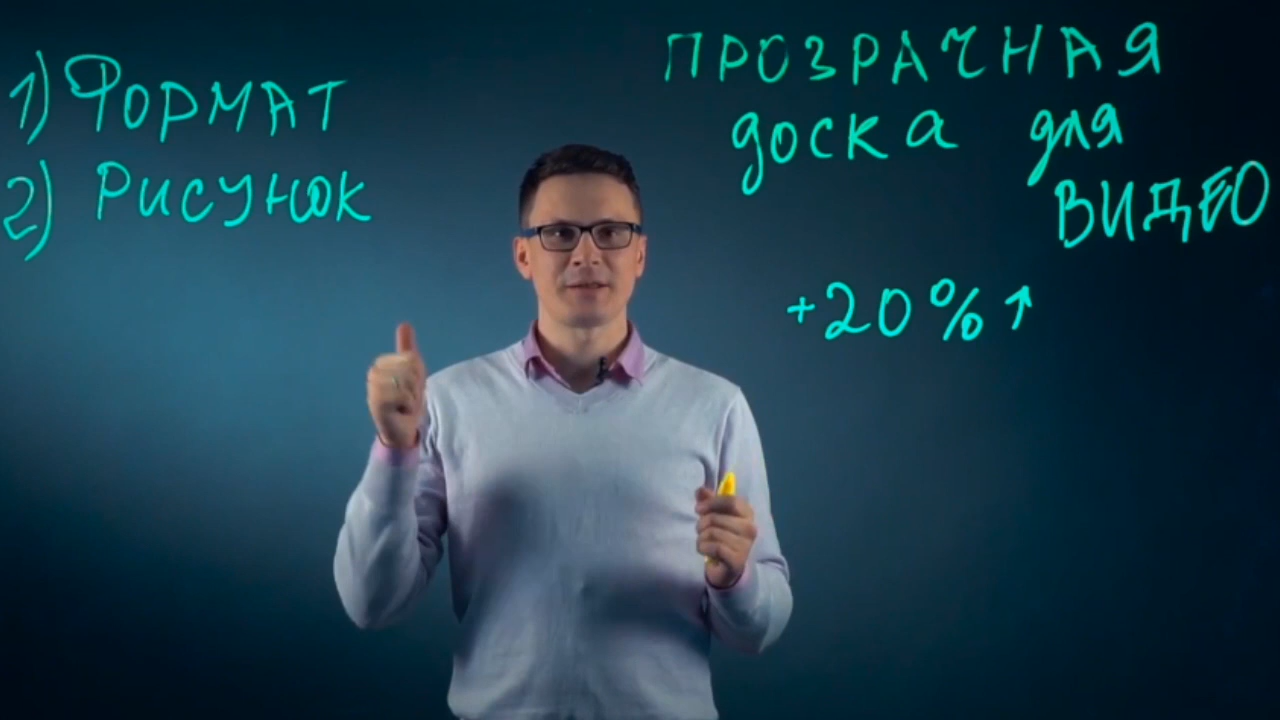 1) ФОРМАТ
2) РИСУНОК
ПРОЗРАЧНАЯ
доска для
ВИДЕО
+20% ↑